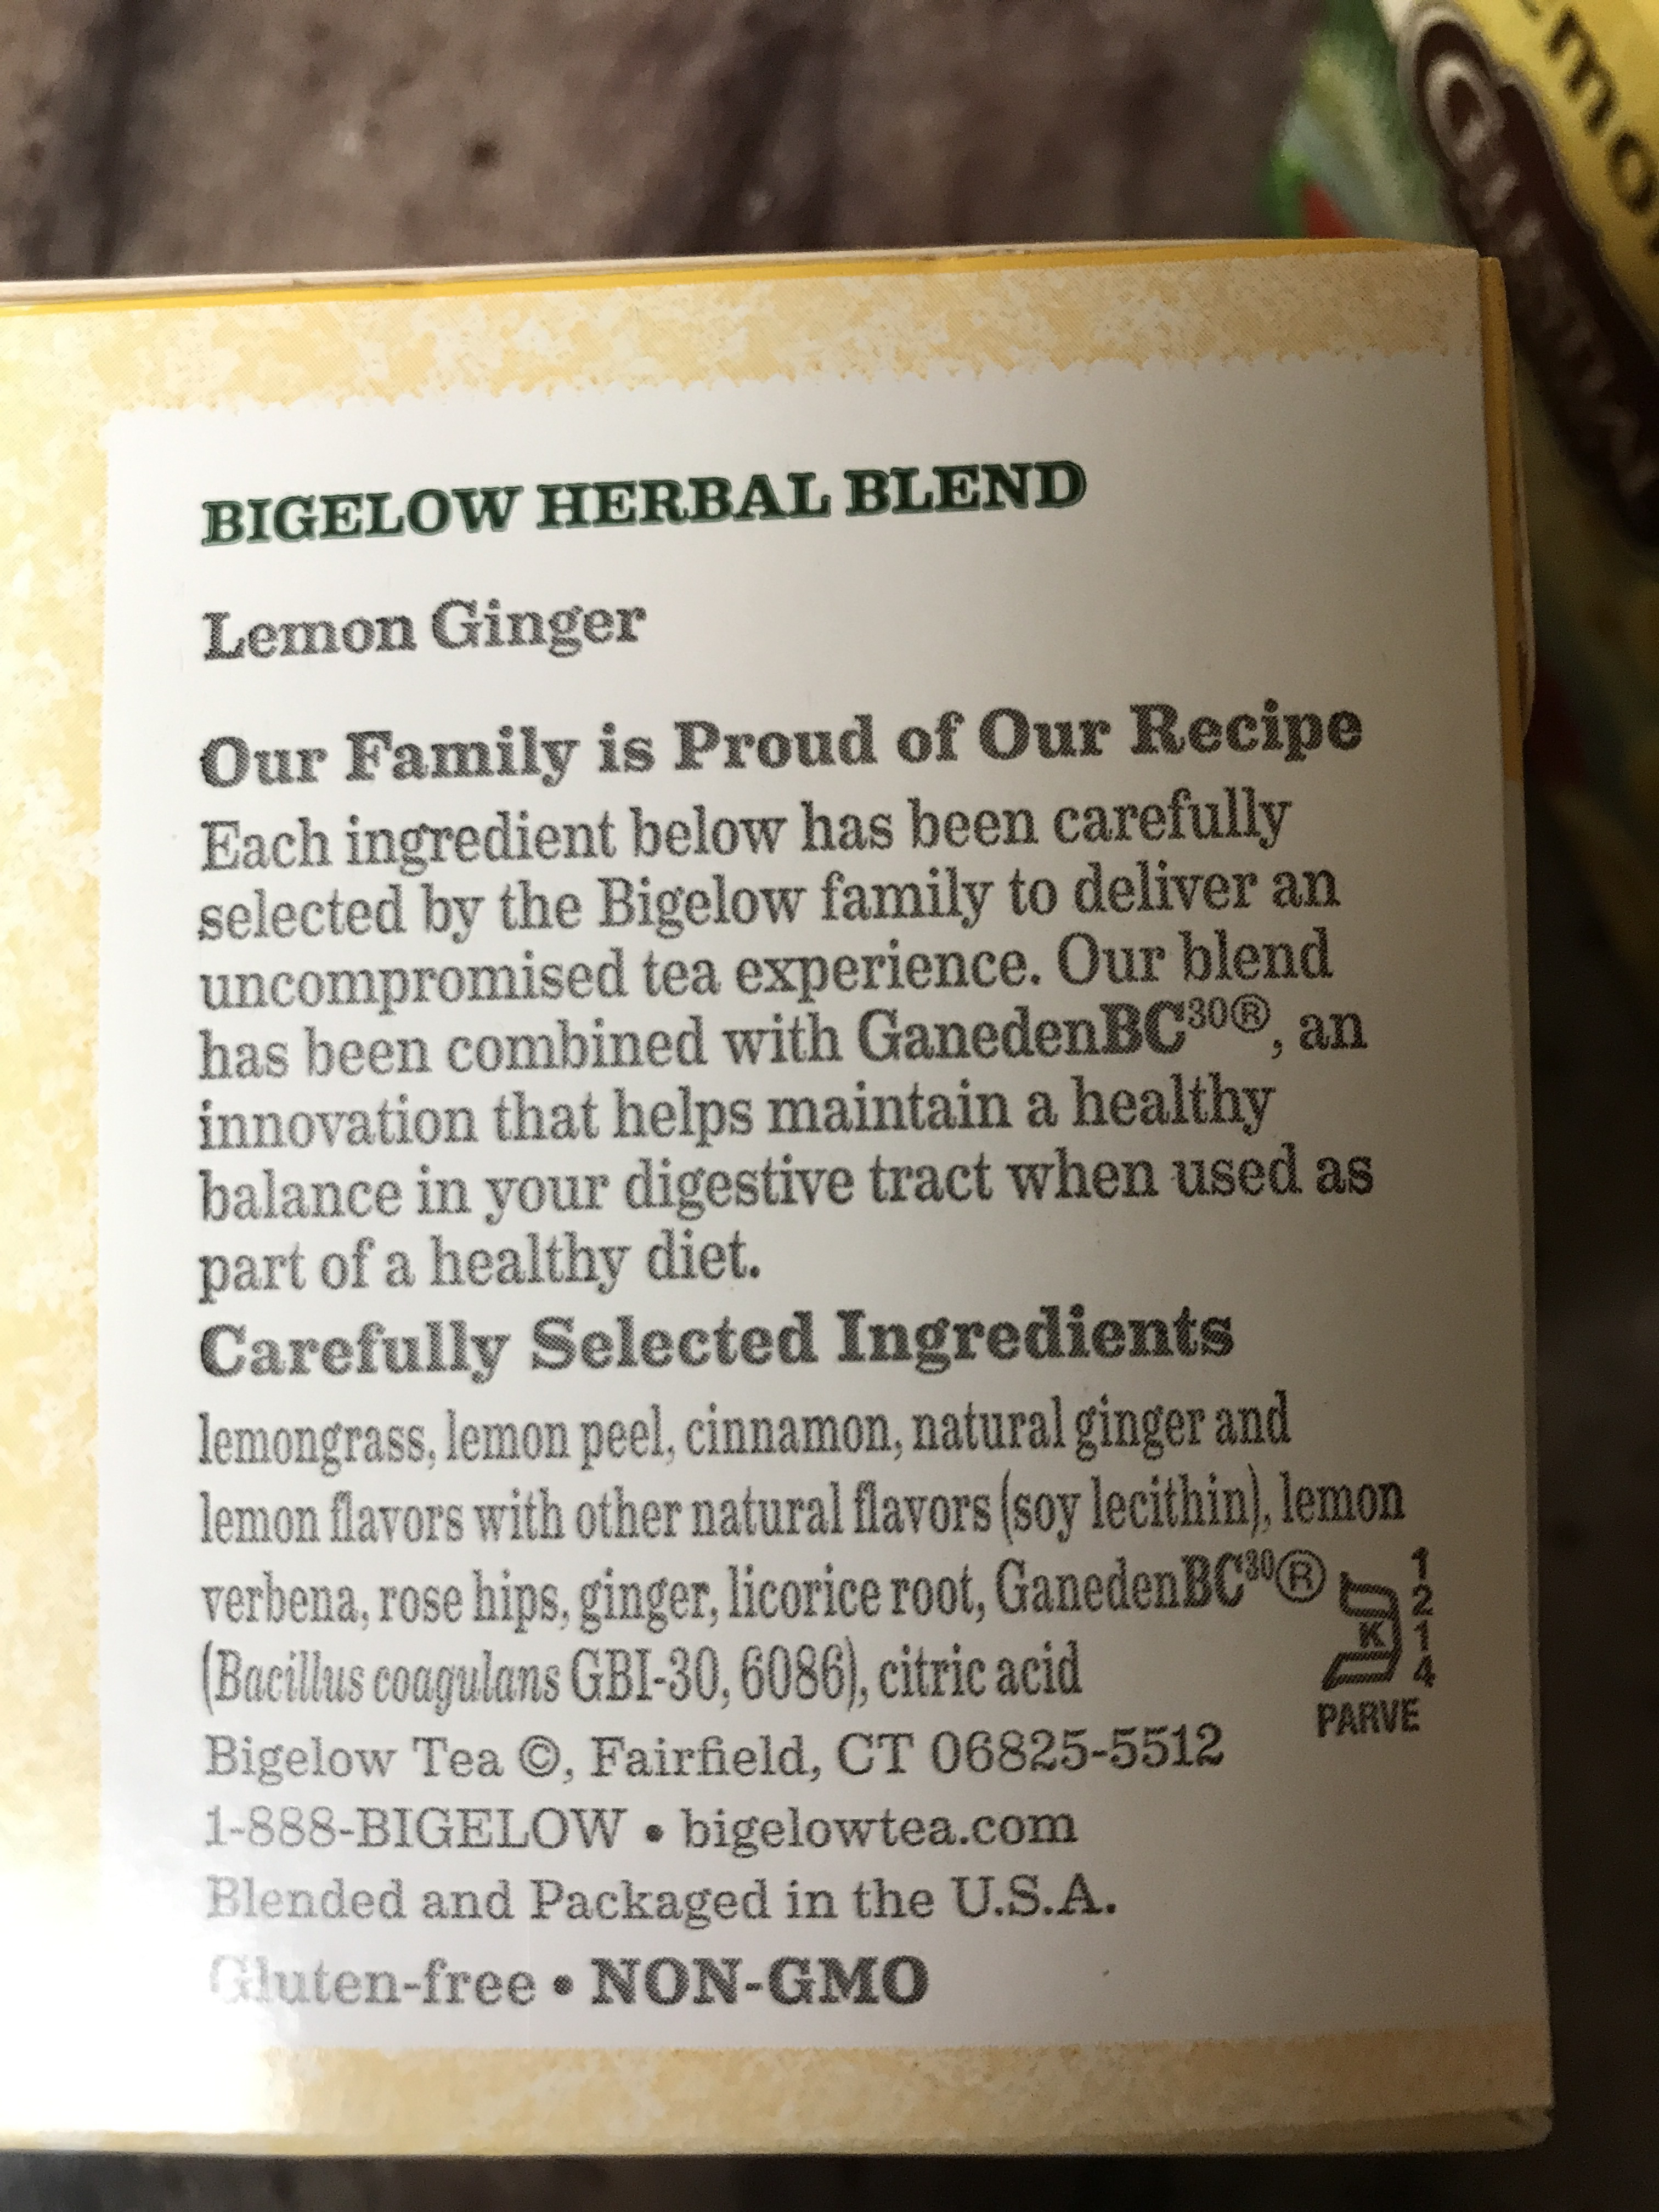 BIGELOW HERBAL BLEND
Lemon Ginger
Our Family is Proud of Our Recipe
Each ingredient below has been carefully
selected by the Bigelow family to deliver an
uncompromised tea experience. Our blend
has been combined with GanedenBC³⁰®, an
innovation that helps maintain a healthy
balance in your digestive tract when used as
part of a healthy diet.
Carefully Selected Ingredients
lemongrass, lemon peel, cinnamon, natural ginger and
lemon flavors with other natural flavors (soy lecithin), lemon
verbena, rose hips, ginger, licorice root, GanedenBC³⁰®
(Bacillus coagulans GBI-30, 6086), citric acid
K
1214
PARVE
Bigelow Tea ©, Fairfield, CT 06825-5512
1-888-BIGELOW • bigelowtea.com
Blended and Packaged in the U.S.A.
Gluten-free • NON-GMO